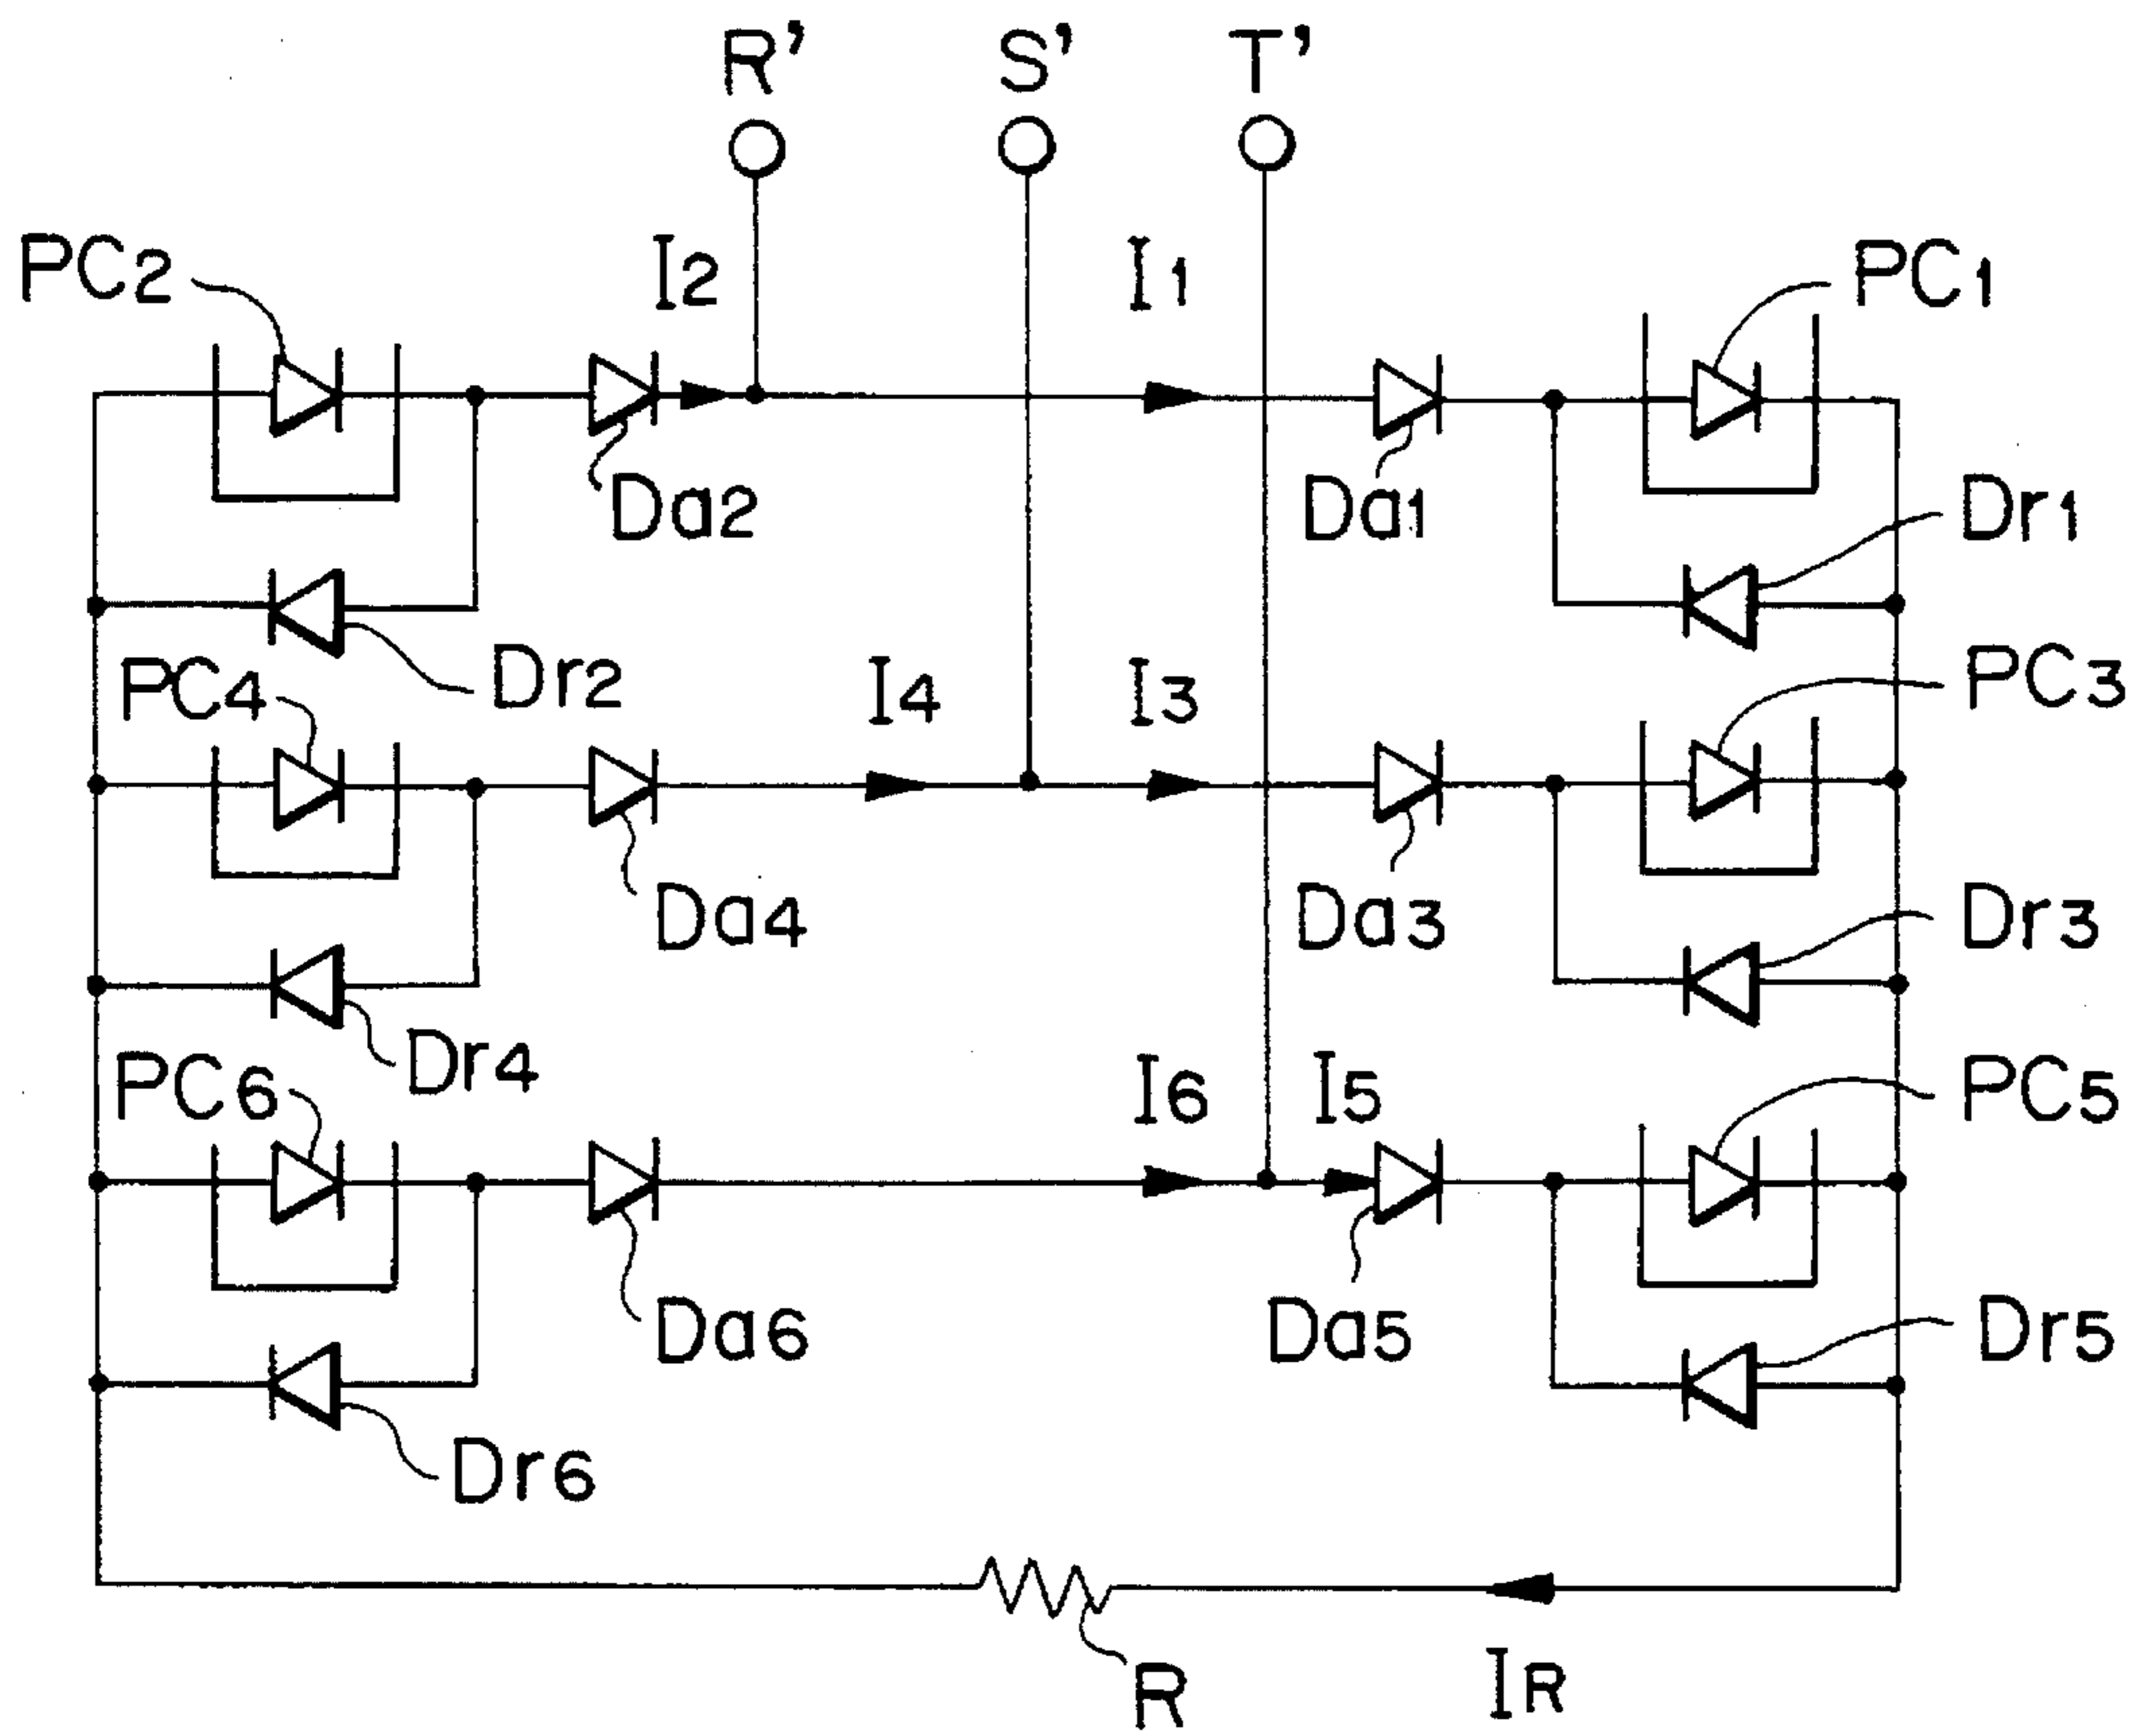 R' S' T'
PC2 I2 I1 PC1
Da2 Da1 Dr1
Dr2 PC4 I4 I3 PC3
Da4 Da3 Dr3
Dr4 PC6 I6 I5 PC5
Da6 Da5 Dr5
Dr6
R IR